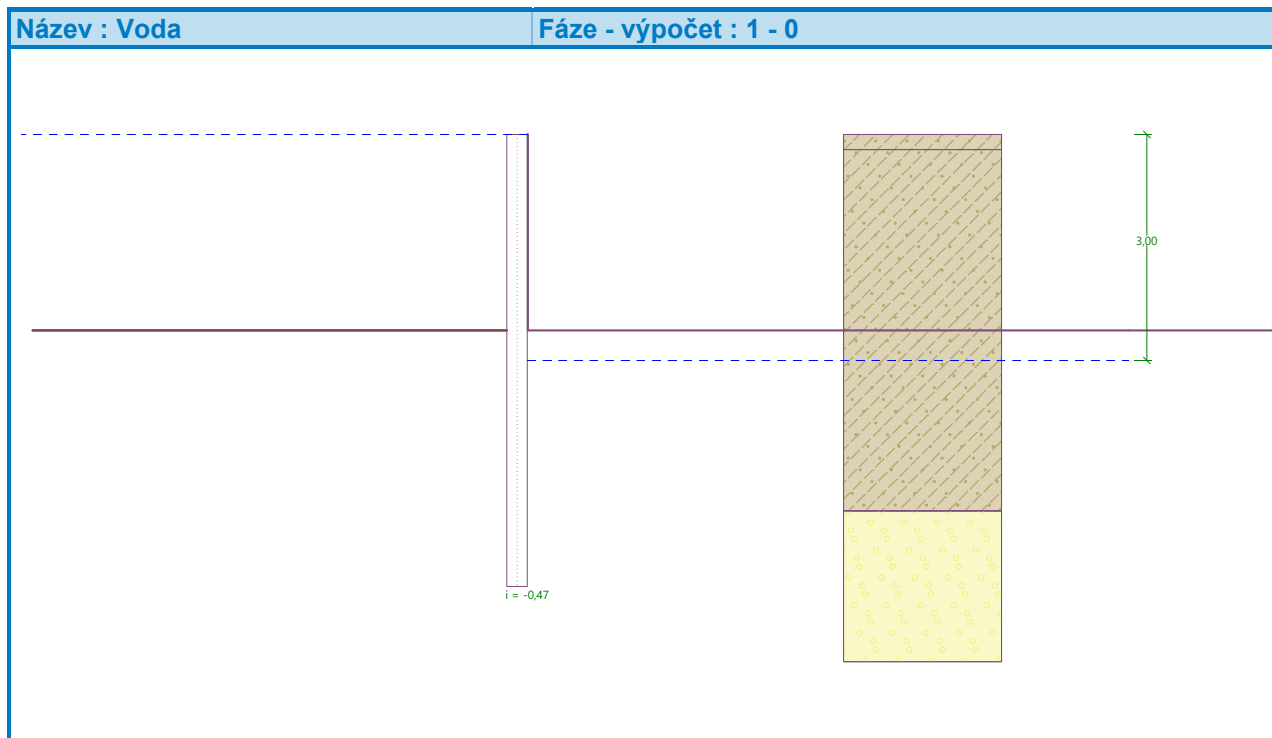 Název : Voda
Fáze - výpočet : 1 - 0
3,00
i = -0,47